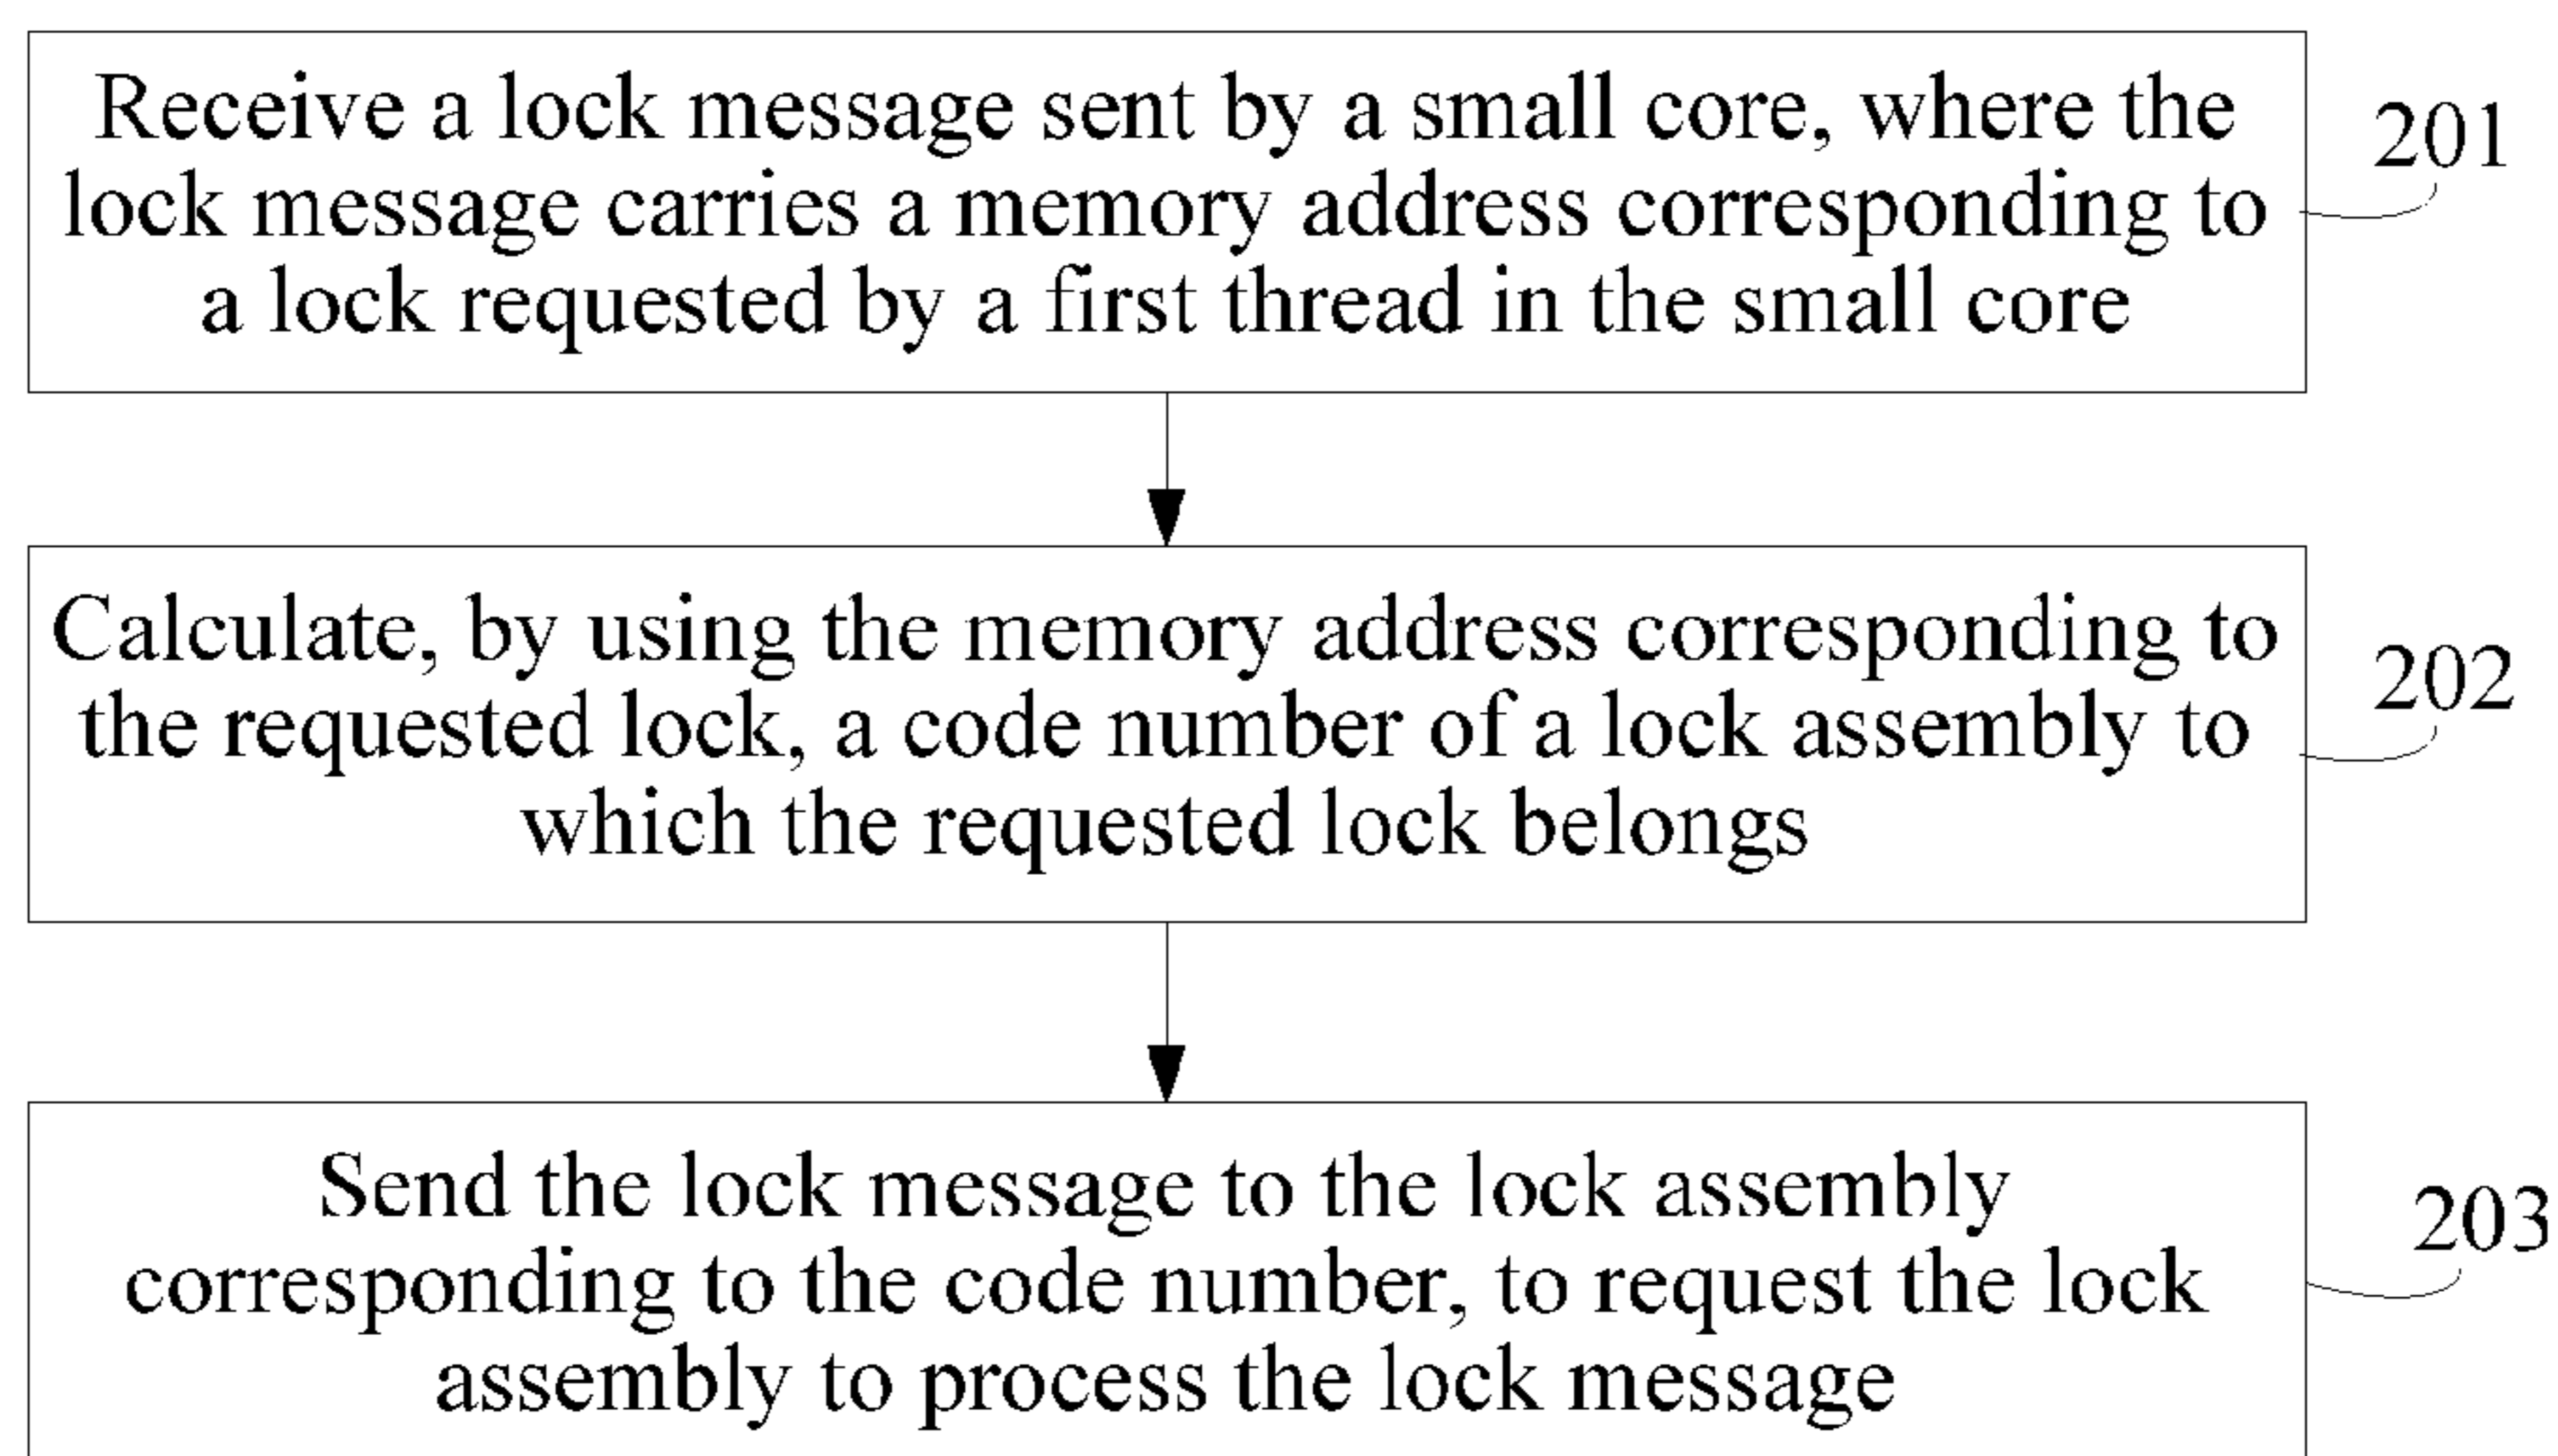 Receive a lock message sent by a small core, where the
lock message carries a memory address corresponding to
a lock requested by a first thread in the small core
201
Calculate, by using the memory address corresponding to
the requested lock, a code number of a lock assembly to
which the requested lock belongs
202
Send the lock message to the lock assembly
corresponding to the code number, to request the lock
assembly to process the lock message
203